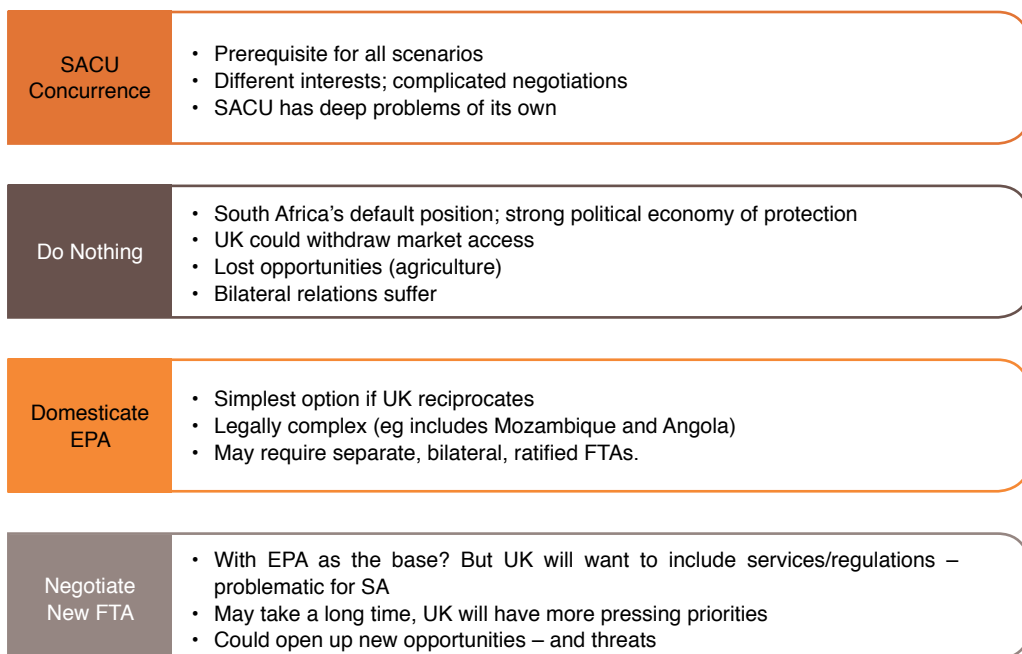 SACU
Concurrence
• Prerequisite for all scenarios
• Different interests; complicated negotiations
• SACU has deep problems of its own
Do Nothing
• South Africa’s default position; strong political economy of protection
• UK could withdraw market access
• Lost opportunities (agriculture)
• Bilateral relations suffer
Domesticate
EPA
• Simplest option if UK reciprocates
• Legally complex (eg includes Mozambique and Angola)
• May require separate, bilateral, ratified FTAs.
Negotiate
New FTA
• With EPA as the base? But UK will want to include services/regulations –
problematic for SA
• May take a long time, UK will have more pressing priorities
• Could open up new opportunities – and threats